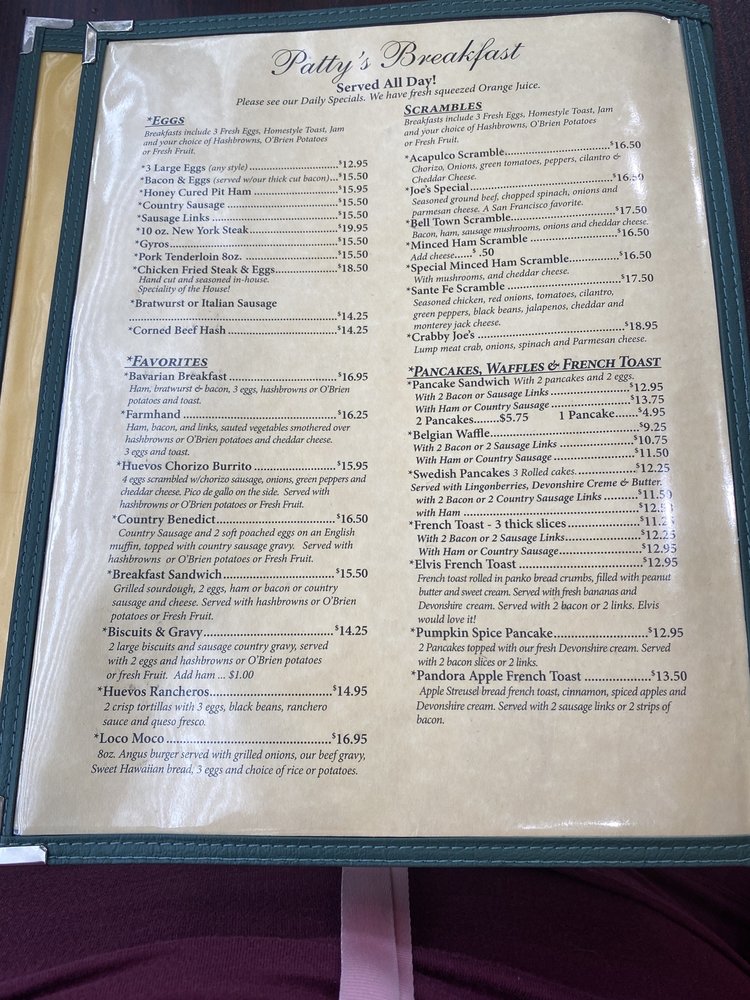 Patty's Breakfast
Served All Day!
Please see our Daily Specials. We have fresh squeezed Orange Juice.
*EGGS
Breakfasts include 3 Fresh Eggs, Homestyle Toast, Jam
and your choice of Hashbrowns, O'Brien Potatoes
or Fresh Fruit.
*3 Large Eggs (any style)....................$12.95
*Bacon & Eggs (served w/our thick cut bacon)...$15.50
*Honey Cured Pit Ham ....................$15.95
*Country Sausage ....................$15.50
*Sausage Links ....................$15.50
*10 oz. New York Steak....................$19.95
*Gyros....................$15.50
*Pork Tenderloin 8oz. ....................$15.50
*Chicken Fried Steak & Eggs....................$18.50
Hand cut and seasoned in-house.
Speciality of the House!
*Bratwurst or Italian Sausage
....................$14.25
*Corned Beef Hash ....................$14.25
*FAVORITES
*Bavarian Breakfast ....................$16.95
Ham, bratwurst & bacon, 3 eggs, hashbrowns or O'Brien
potatoes and toast.
*Farmhand ....................$16.25
Ham, bacon, and links, sauted vegetables smothered over
hashbrowns or O'Brien potatoes and cheddar cheese.
3 eggs and toast.
*Huevos Chorizo Burrito ....................$15.95
4 eggs scrambled w/chorizo sausage, onions, green peppers and
cheddar cheese. Pico de gallo on the side. Served with
hashbrowns or O'Brien potatoes or Fresh Fruit.
*Country Benedict....................$16.50
Country Sausage and 2 soft poached eggs on an English
muffin, topped with country sausage gravy. Served with
hashbrowns or O'Brien potatoes or Fresh Fruit.
*Breakfast Sandwich....................$15.50
Grilled sourdough, 2 eggs, ham or bacon or country
sausage and cheese. Served with hashbrowns or O'Brien
potatoes or Fresh Fruit.
*Biscuits & Gravy....................$14.25
2 large biscuits and sausage country gravy, served
with 2 eggs and hashbrowns or O'Brien potatoes
or fresh Fruit. Add ham ... $1.00
*Huevos Rancheros....................$14.95
2 crisp tortillas with 3 eggs, black beans, ranchero
sauce and queso fresco.
*Loco Moco ....................$16.95
8oz. Angus burger served with grilled onions, our beef gravy,
Sweet Hawaiian bread, 3 eggs and choice of rice or potatoes.
SCRAMBLES
Breakfasts include 3 Fresh Eggs, Homestyle Toast, Jam
and your choice of Hashbrowns, O'Brien Potatoes
or Fresh Fruit.
*Acapulco Scramble....................$16.50
Chorizo, Onions, green tomatoes, peppers, cilantro &
Cheddar Cheese.
*Joe's Special....................$16.50
Seasoned ground beef, chopped spinach, onions and
parmesan cheese. A San Francisco favorite.
*Bell Town Scramble....................$17.50
Bacon, ham, sausage mushrooms, onions and cheddar cheese.
*Minced Ham Scramble ....................$16.50
Add cheese......$ .50
*Special Minced Ham Scramble....................$16.50
With mushrooms, and cheddar cheese.
*Sante Fe Scramble ....................$17.50
Seasoned chicken, red onions, tomatoes, cilantro,
green peppers, black beans, jalapenos, cheddar and
monterey jack cheese.
*Crabby Joe's ....................$18.95
Lump meat crab, onions, spinach and Parmesan cheese.
*PANCAKES, WAFFLES & FRENCH TOAST
*Pancake Sandwich With 2 pancakes and 2 eggs.
With 2 Bacon or Sausage Links ....................$12.95
With Ham or Country Sausage ....................$13.75
2 Pancakes.......$5.75 1 Pancake......$4.95
*Belgian Waffle....................$9.25
With 2 Bacon or 2 Sausage Links ....................$10.75
With Ham or Country Sausage ....................$11.50
*Swedish Pancakes 3 Rolled cakes. ....................$12.25
Served with Lingonberries, Devonshire Creme & Butter.
with 2 Bacon or 2 Country Sausage Links ..........$11.50
with Ham ....................
*French Toast - 3 thick slices....................
With 2 Bacon or 2 Sausage Links....................$12.25
With Ham or Country Sausage....................$12.95
*Elvis French Toast ....................$12.95
French toast rolled in panko bread crumbs, filled with peanut
butter and sweet cream. Served with fresh bananas and
Devonshire cream. Served with 2 bacon or 2 links. Elvis
would love it!
*Pumpkin Spice Pancake....................$12.95
2 Pancakes topped with our fresh Devonshire cream. Served
with 2 bacon slices or 2 links.
*Pandora Apple French Toast ....................$13.50
Apple Streusel bread french toast, cinnamon, spiced apples and
Devonshire cream. Served with 2 sausage links or 2 strips of
bacon.